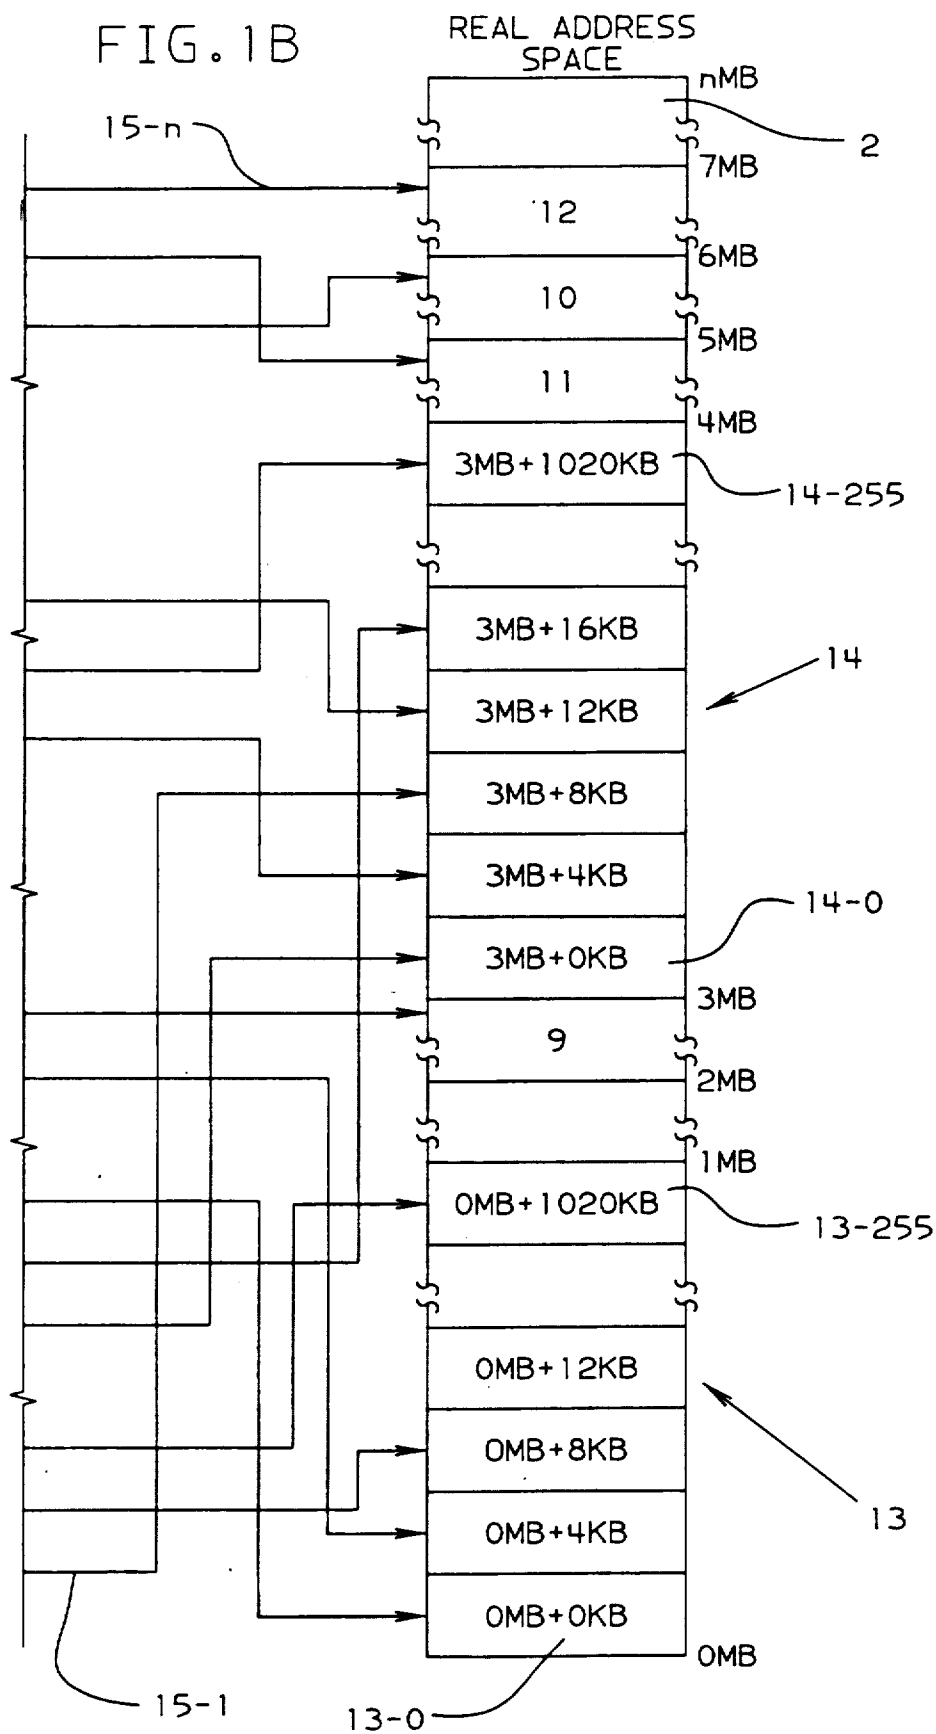 FIG.1B
REAL ADDRESS
SPACE
nMB
15-n
2
7MB
12
6MB
10
5MB
11
4MB
3MB+1020KB
14-255
3MB+16KB
14
3MB+12KB
3MB+8KB
3MB+4KB
14-0
3MB+0KB
3MB
9
2MB
1MB
0MB+1020KB
13-255
0MB+12KB
0MB+8KB
13
0MB+4KB
0MB+0KB
0MB
15-1
13-0